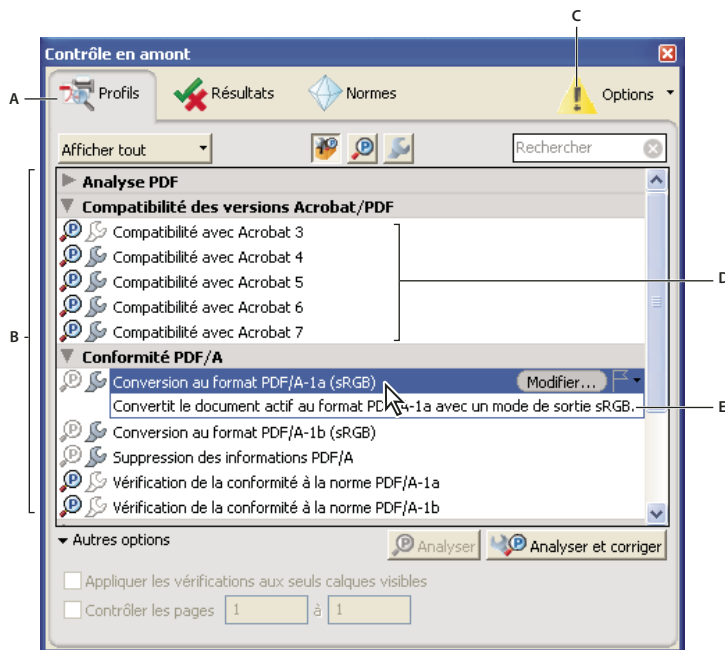 C
Contrôle en amont
A
Profils
Résultats
Normes
Options
Afficher tout
Rechercher
Analyse PDF
Compatibilité des versions Acrobat/PDF
Compatibilité avec Acrobat 3
Compatibilité avec Acrobat 4
Compatibilité avec Acrobat 5
D
Compatibilité avec Acrobat 6
Compatibilité avec Acrobat 7
B
Conformité PDF/A
Conversion au format PDF/A-1a (sRGB)
Modifier...
Convertit le document actif au format PDF/A-1a avec un mode de sortie sRGB.
E
Conversion au format PDF/A-1b (sRGB)
Suppression des informations PDF/A
Vérification de la conformité à la norme PDF/A-1a
Vérification de la conformité à la norme PDF/A-1b
Autres options
Analyser
Analyser et corriger
Appliquer les vérifications aux seuls calques visibles
Contrôler les pages 1 à 1